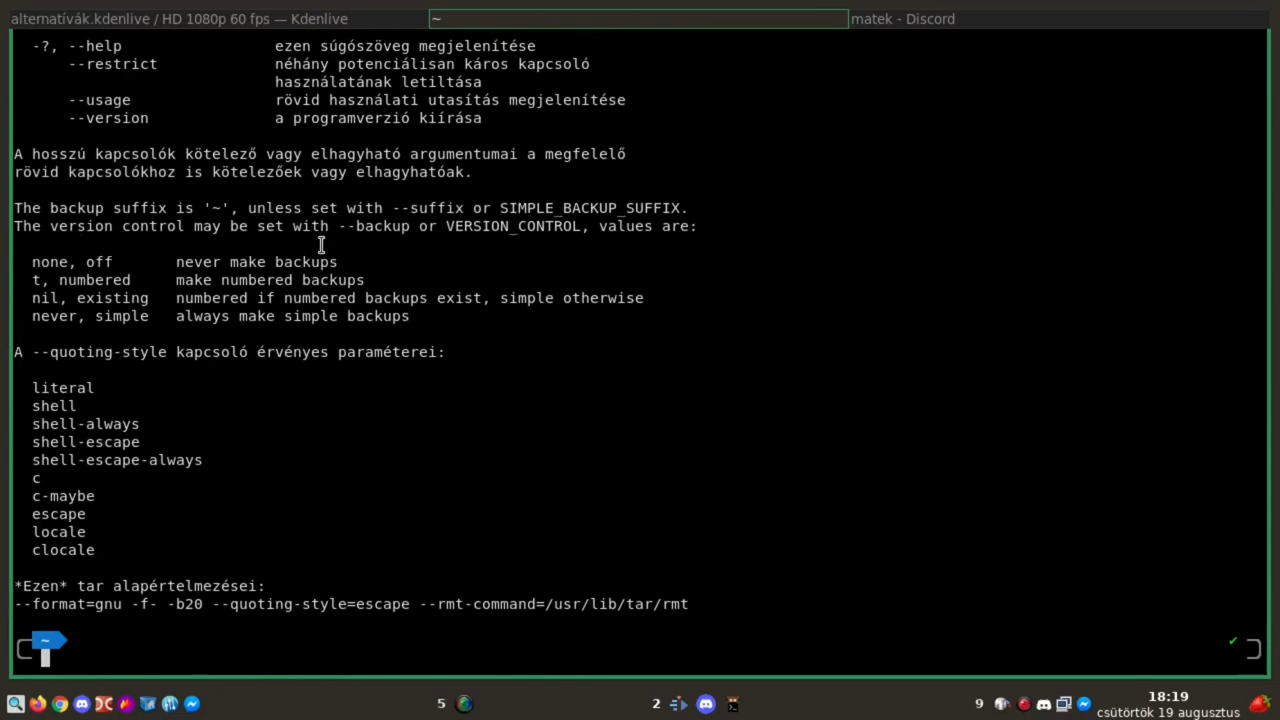 alternatívák.kdenlive / HD 1080p 60 fps — Kdenlive
~
matek - Discord
-?, --help ezen súgószöveg megjelenítése
--restrict néhány potenciálisan káros kapcsoló
használatának letiltása
--usage rövid használati utasítás megjelenítése
--version a programverzió kiírása
A hosszú kapcsolók kötelező vagy elhagyható argumentumai a megfelelő
rövid kapcsolókhoz is kötelezőek vagy elhagyhatóak.
The backup suffix is '~', unless set with --suffix or SIMPLE_BACKUP_SUFFIX.
The version control may be set with --backup or VERSION_CONTROL, values are:
none, off never make backups
t, numbered make numbered backups
nil, existing numbered if numbered backups exist, simple otherwise
never, simple always make simple backups
A --quoting-style kapcsoló érvényes paraméterei:
literal
shell
shell-always
shell-escape
shell-escape-always
c
c-maybe
escape
locale
clocale
*Ezen* tar alapértelmezései:
--format=gnu -f- -b20 --quoting-style=escape --rmt-command=/usr/lib/tar/rmt
~ ✔
5
2
9
18:19
csütörtök 19 augusztus